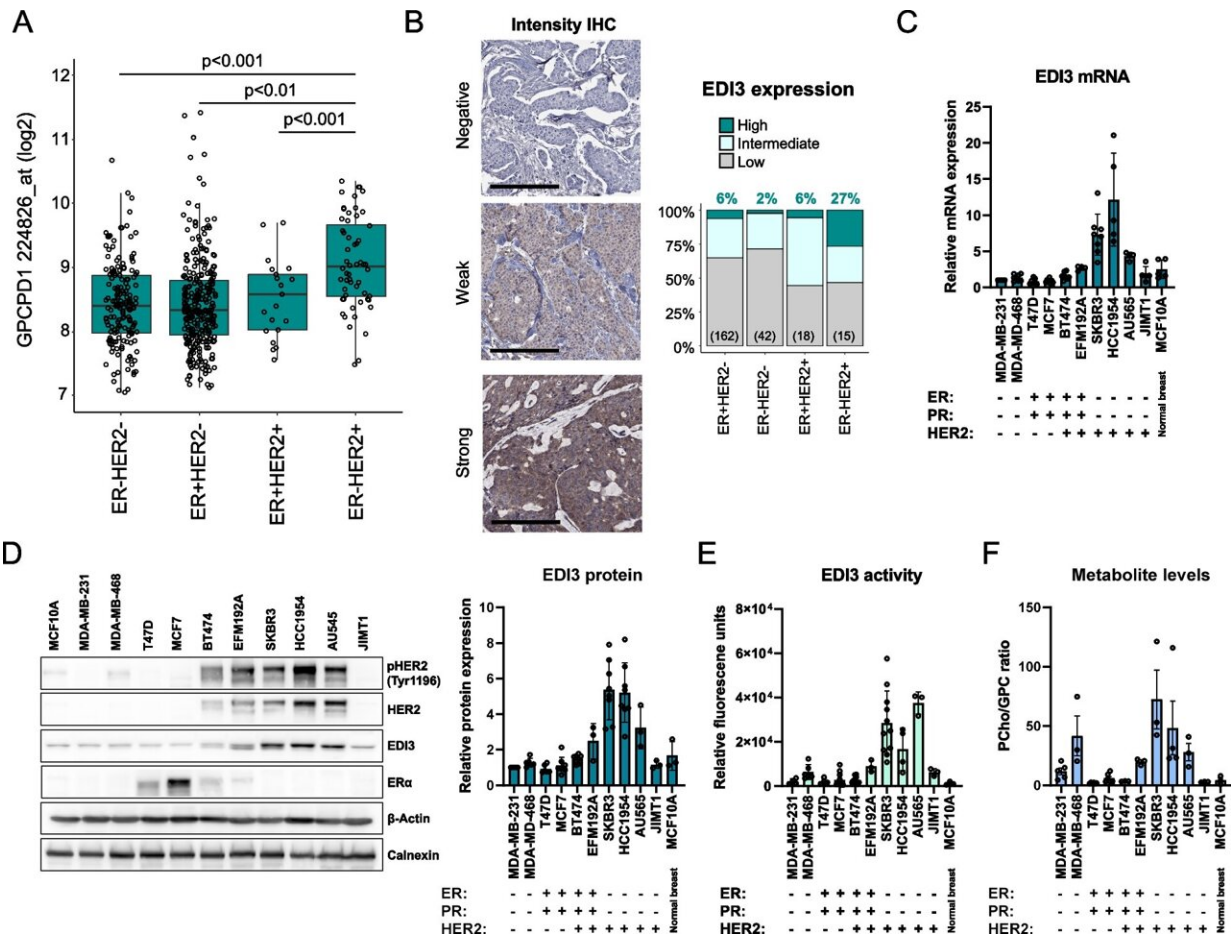 A
GPCPD1 224826_at (log2)
12
11
10
9
8
7
p<0.001
p<0.01
p<0.001
ER-HER2-
ER+HER2-
ER+HER2+
ER-HER2+
B
Intensity IHC
Negative
Weak
Strong
EDI3 expression
High
Intermediate
Low
6% 2% 6% 27%
100%
75%
50%
25%
0%
(162) (42) (18) (15)
ER+HER2-
ER-HER2-
ER+HER2+
ER-HER2+
C
EDI3 mRNA
Relative mRNA expression
25
20
15
10
5
0
MDA-MB-231
MDA-MD-468
T47D
MCF7
BT474
EFM192A
SKBR3
HCC1954
AU565
JIMT1
MCF10A
ER: - - + + + + - - - -
PR: - - + + + + - - - -
HER2: - - - - + + + + + +
Normal breast
D
MCF10A
MDA-MB-231
MDA-MB-468
T47D
MCF7
BT474
EFM192A
SKBR3
HCC1954
AU545
JIMT1
pHER2
(Tyr1196)
HER2
EDI3
ERα
β-Actin
Calnexin
EDI3 protein
Relative protein expression
10
8
6
4
2
0
MDA-MB-231
MDA-MD-468
T47D
MCF7
BT474
EFM192A
SKBR3
HCC1954
AU565
JIMT1
MCF10A
ER: - - + + + + - - - -
PR: - - + + + + - - - -
HER2: - - - - + + + + + +
Normal breast
E
EDI3 activity
Relative fluorescene units
8×10⁴
6×10⁴
4×10⁴
2×10⁴
0
MDA-MB-231
MDA-MB-468
T47D
MCF7
BT474
EFM192A
SKBR3
HCC1954
AU565
JIMT1
MCF10A
ER: - - + + + + - - - -
PR: - - + + + + - - - -
HER2: - - - - + + + + + +
Normal breast
F
Metabolite levels
PCho/GPC ratio
150
100
50
0
MDA-MB-231
MDA-MB-468
T47D
MCF7
BT474
EFM192A
SKBR3
HCC1954
AU565
JIMT1
MCF10A
ER: - - + + + + - - - -
PR: - - + + + + - - - -
HER2: - - - - + + + + + +
Normal breast